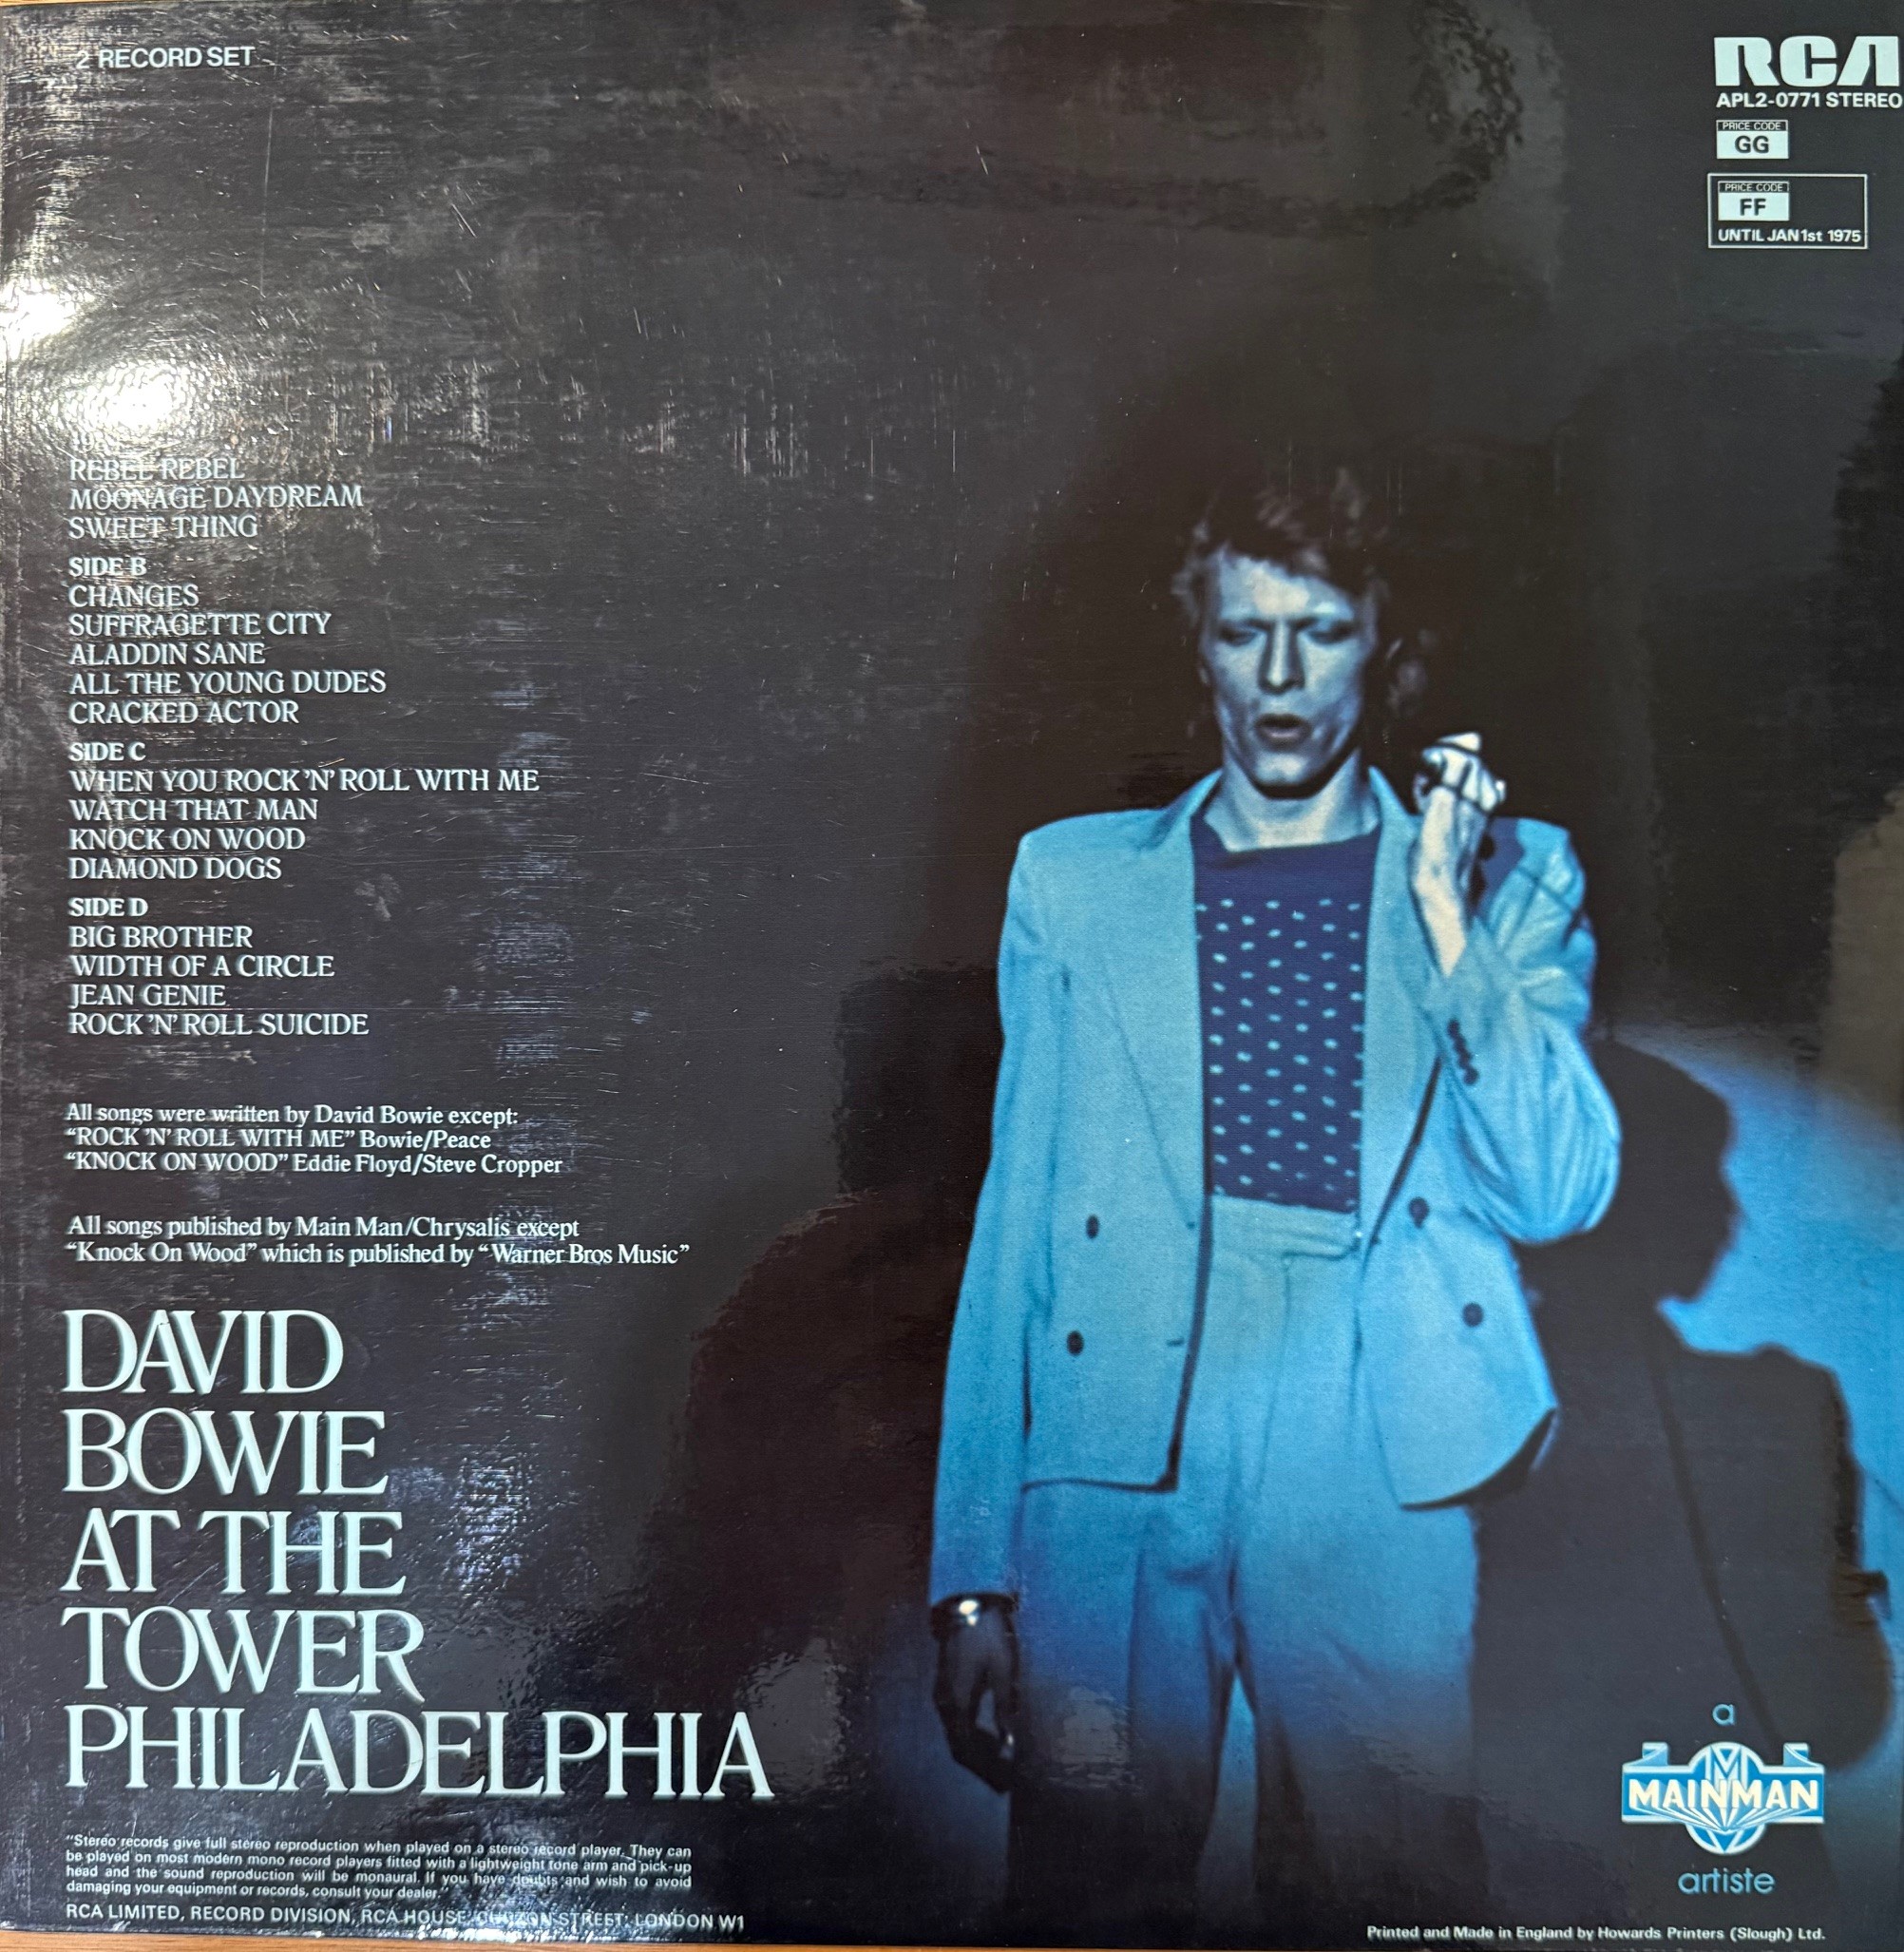 2 RECORD SET
RCA
APL2-0771 STEREO
PRICE CODE
GG
PRICE CODE
FF
UNTIL JAN 1st 1975
REBEL REBEL
MOONAGE DAYDREAM
SWEET THING
SIDE B
CHANGES
SUFFRAGETTE CITY
ALADDIN SANE
ALL THE YOUNG DUDES
CRACKED ACTOR
SIDE C
WHEN YOU ROCK 'N' ROLL WITH ME
WATCH THAT MAN
KNOCK ON WOOD
DIAMOND DOGS
SIDE D
BIG BROTHER
WIDTH OF A CIRCLE
JEAN GENIE
ROCK 'N' ROLL SUICIDE
All songs were written by David Bowie except:
“ROCK 'N' ROLL WITH ME” Bowie/Peace
“KNOCK ON WOOD” Eddie Floyd/Steve Cropper
All songs published by Main Man/Chrysalis except
“Knock On Wood” which is published by “Warner Bros Music”
DAVID
BOWIE
AT THE
TOWER
PHILADELPHIA
"Stereo records give full stereo reproduction when played on a stereo record player. They can
be played on most modern mono record players fitted with a lightweight tone arm and pick-up
head and the sound reproduction will be monaural. If you have doubts and wish to avoid
damaging your equipment or records, consult your dealer."
RCA LIMITED, RECORD DIVISION, RCA HOUSE, STREET, LONDON W1
a
M
MAINMAN
artiste
Printed and Made in England by Howards Printers (Slough) Ltd.